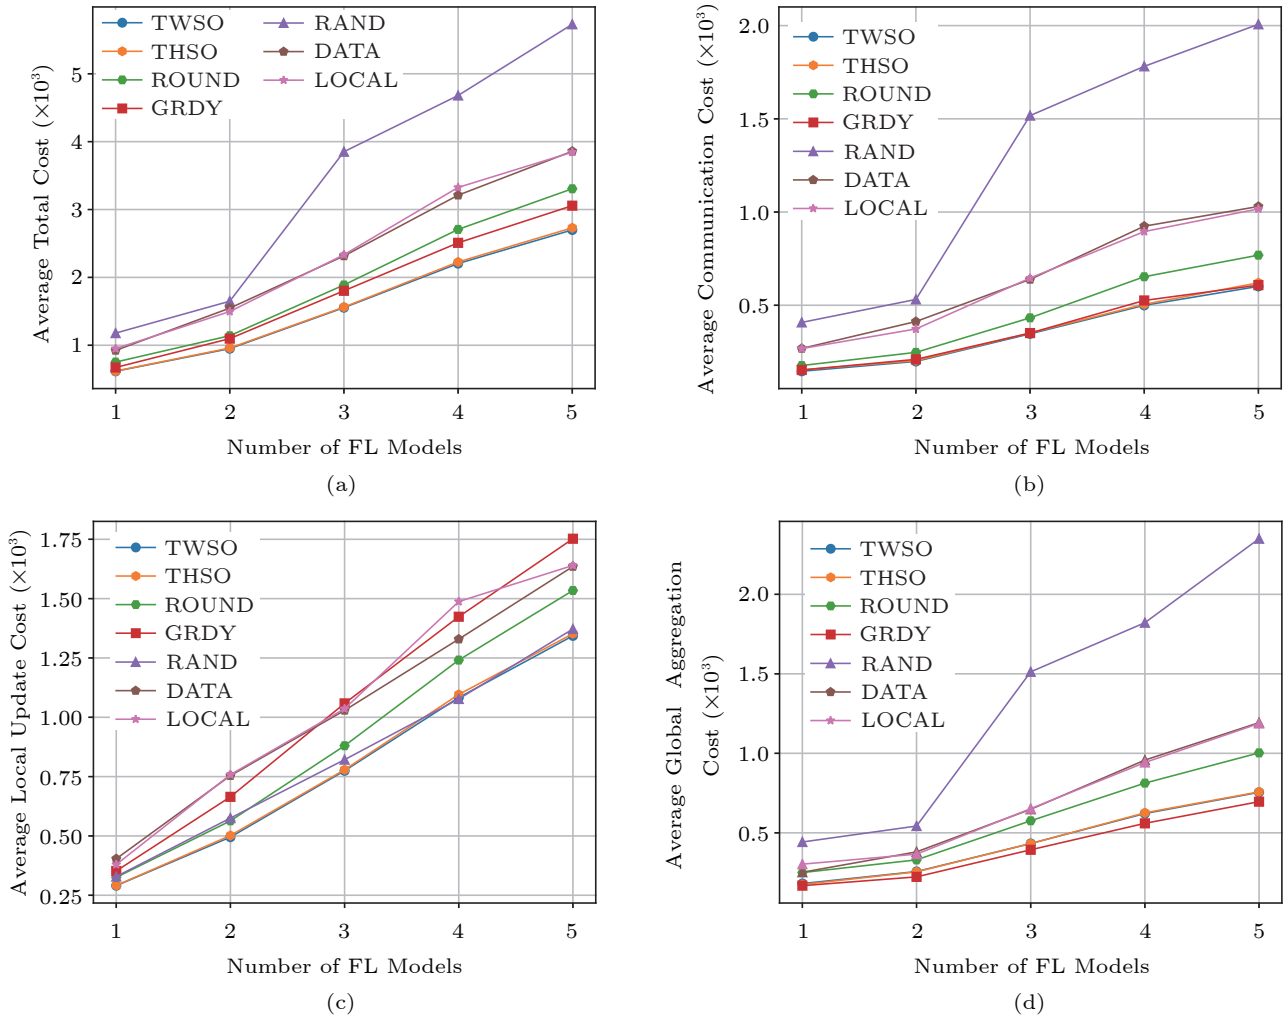 TWSO
THSO
ROUND
GRDY
RAND
DATA
LOCAL
5
4
3
2
1
Average Total Cost (×10³)
1 2 3 4 5
Number of FL Models
(a)
TWSO
THSO
ROUND
GRDY
RAND
DATA
LOCAL
2.0
1.5
1.0
0.5
Average Communication Cost (×10³)
1 2 3 4 5
Number of FL Models
(b)
TWSO
THSO
ROUND
GRDY
RAND
DATA
LOCAL
1.75
1.50
1.25
1.00
0.75
0.50
0.25
Average Local Update Cost (×10³)
1 2 3 4 5
Number of FL Models
(c)
TWSO
THSO
ROUND
GRDY
RAND
DATA
LOCAL
2.0
1.5
1.0
0.5
Average Global Aggregation
Cost (×10³)
1 2 3 4 5
Number of FL Models
(d)